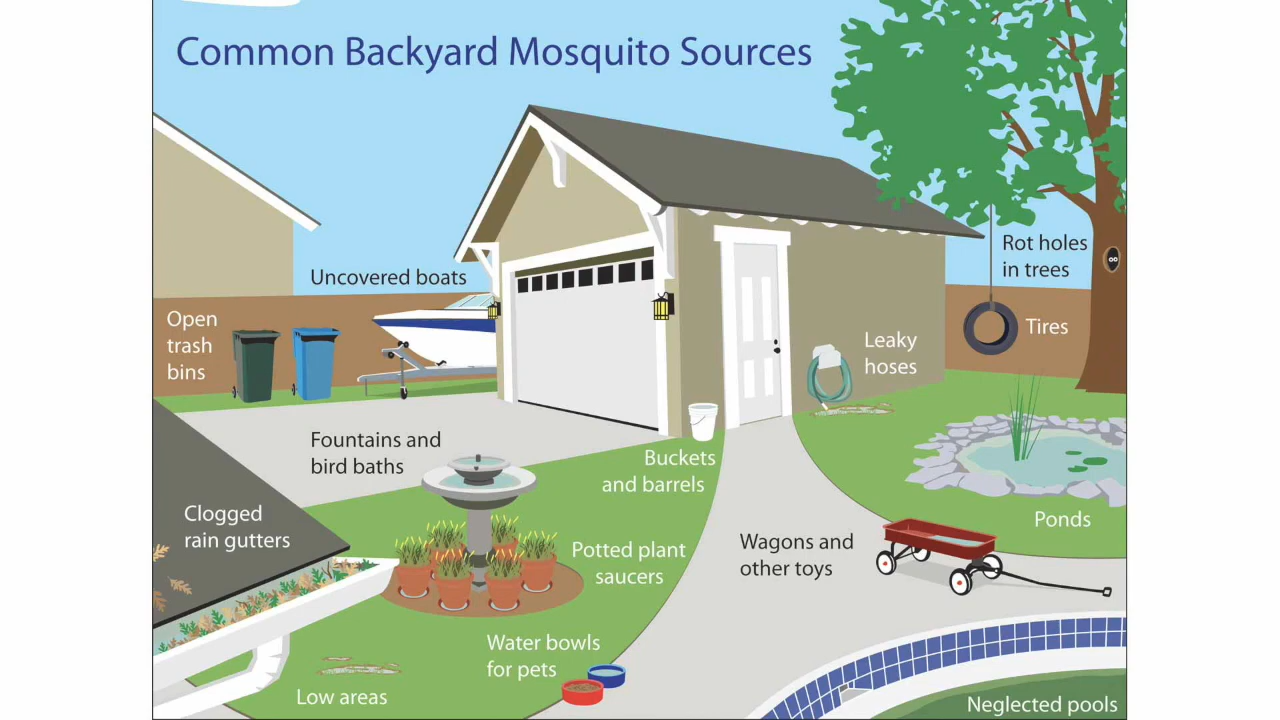 Common Backyard Mosquito Sources
Rot holes
in trees
Uncovered boats
Open
trash
bins
Tires
Leaky
hoses
Fountains and
bird baths
Buckets
and barrels
Clogged
rain gutters
Ponds
Potted plant
saucers
Wagons and
other toys
Water bowls
for pets
Low areas
Neglected pools